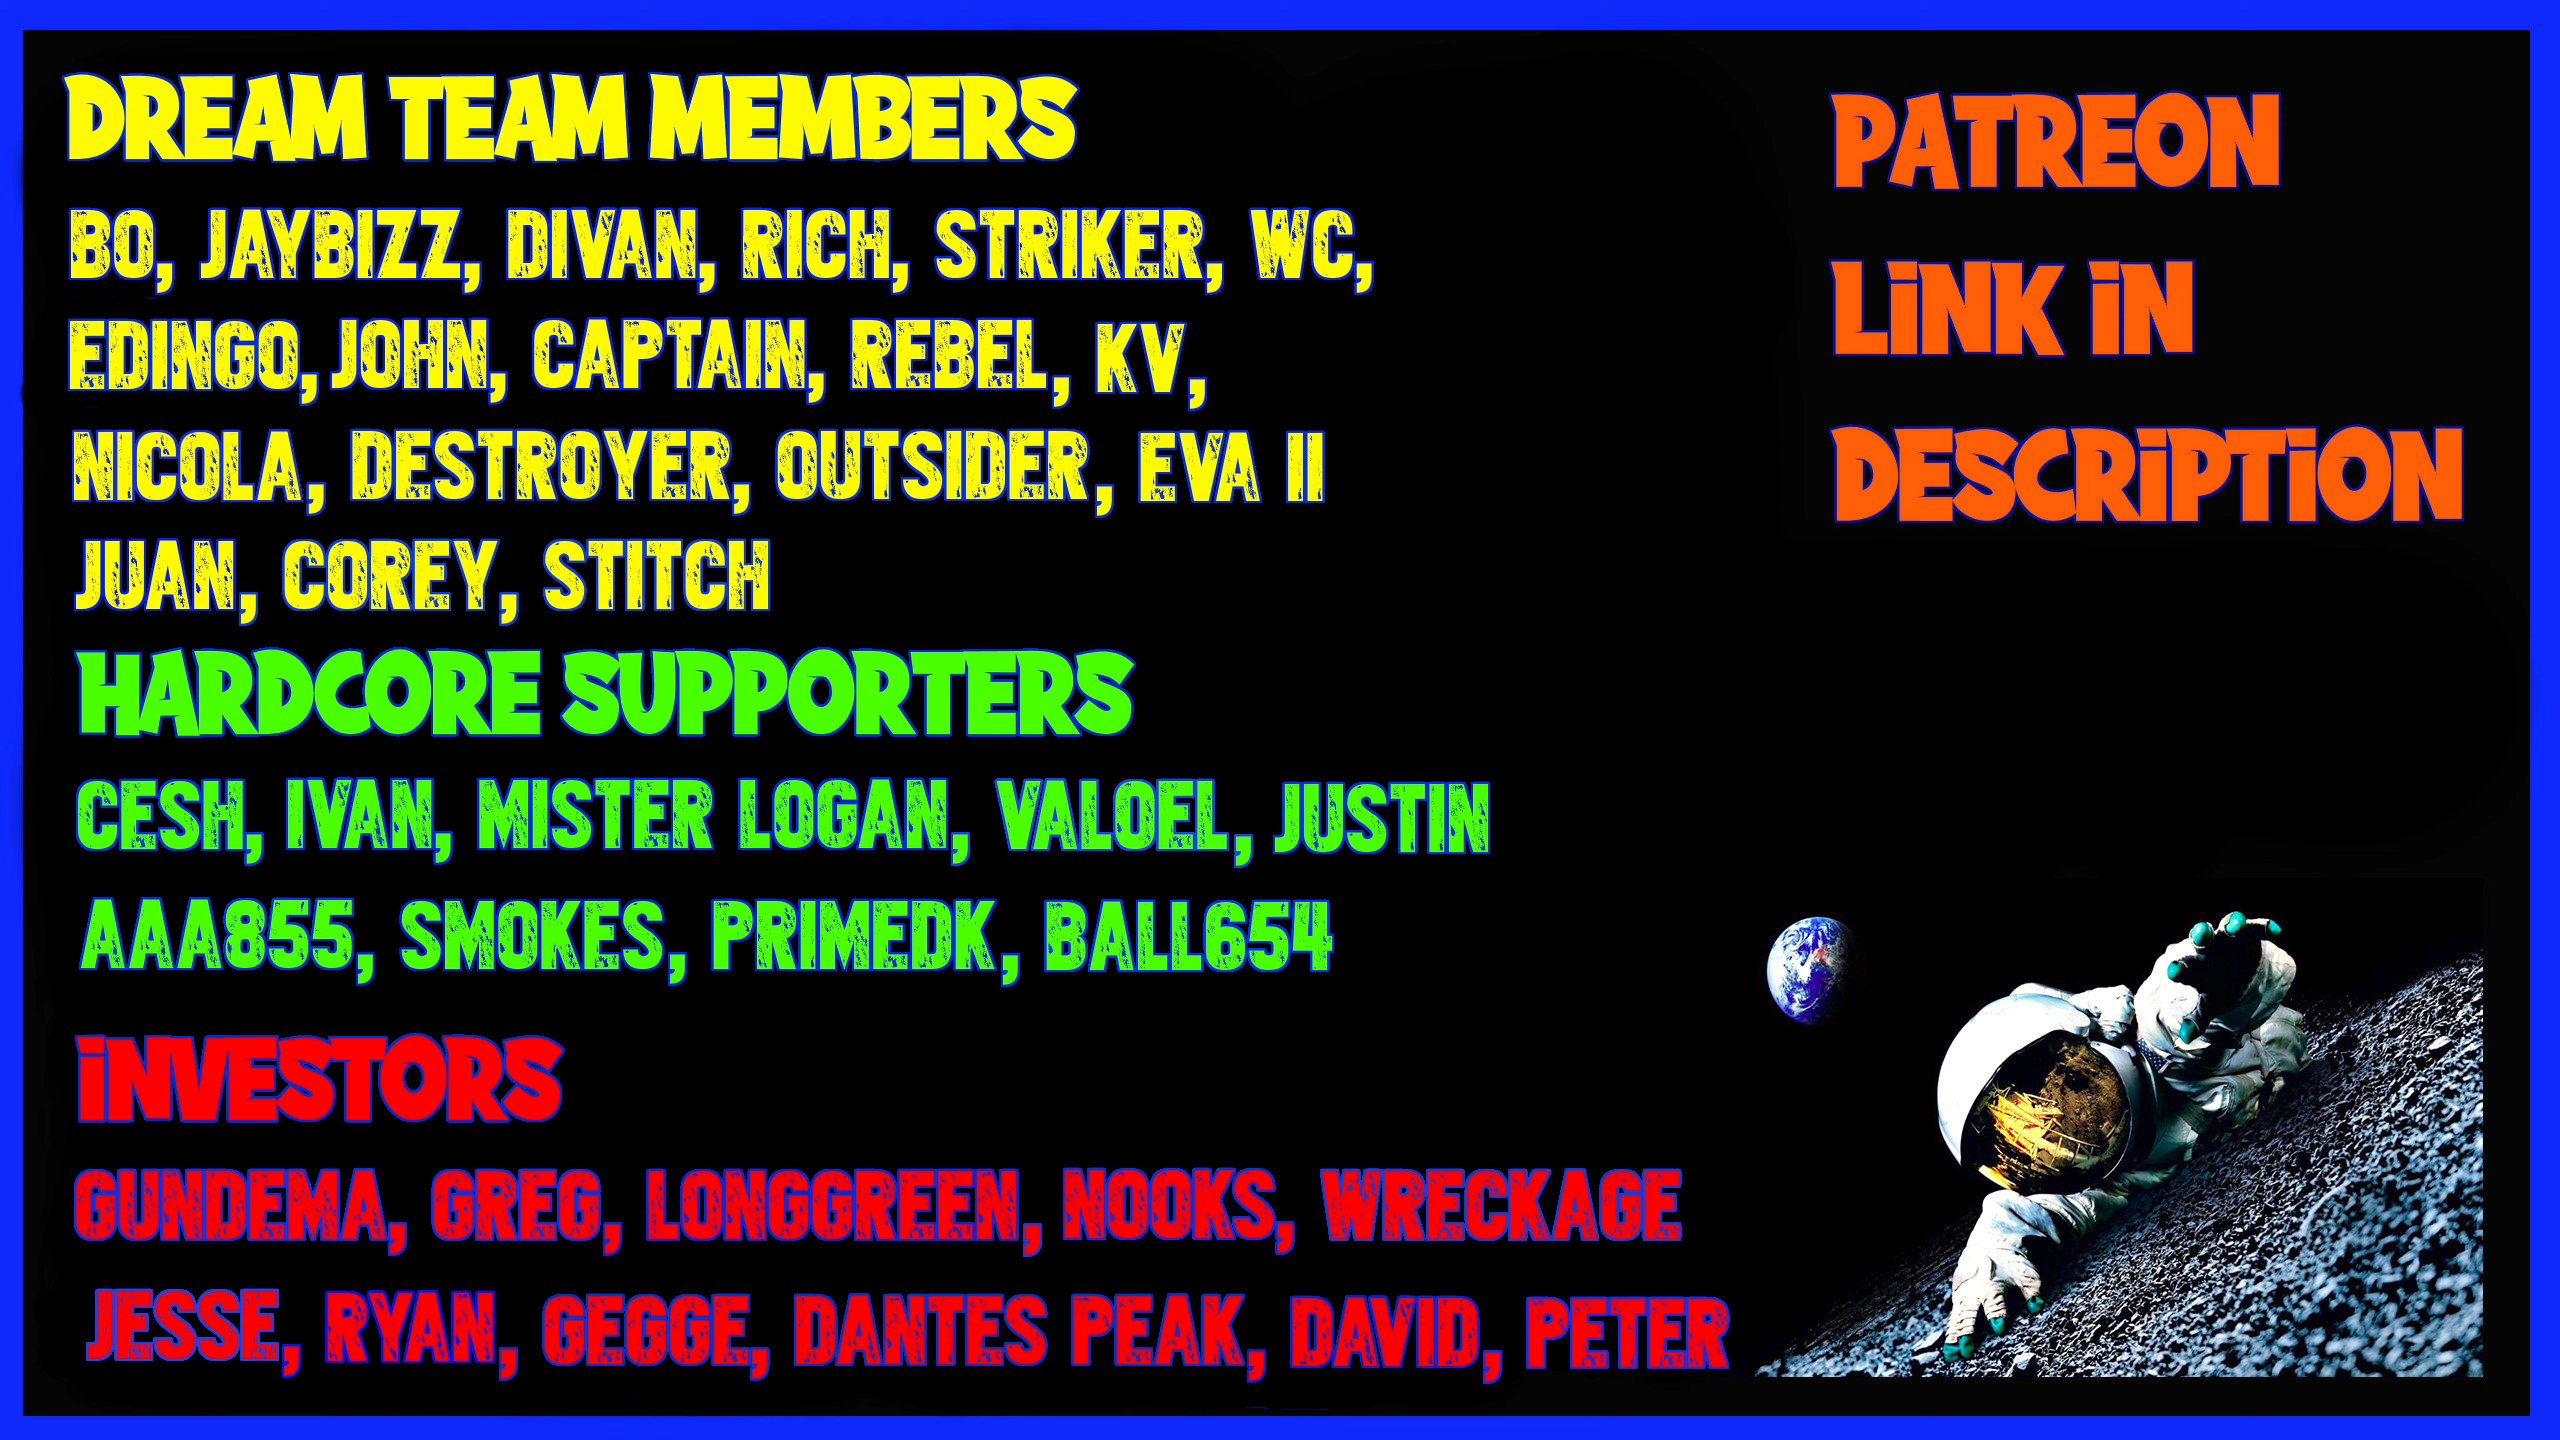 DREAM TEAM MEMBERS
BO, JAYBIZZ, DIVAN, RICH, STRIKER, WC,
EDINGO, JOHN, CAPTAIN, REBEL, KV,
NICOLA, DESTROYER, OUTSIDER, EVA II
JUAN, COREY, STITCH
HARDCORE SUPPORTERS
CESH, IVAN, MISTER LOGAN, VALOEL, JUSTIN
AAA855, SMOKES, PRIMEDK, BALL654
iNVESTORS
GUNDEMA, GREG, LONGGREEN, NOOKS, WRECKAGE
JESSE, RYAN, GEGGE, DANTES PEAK, DAVID, PETER
PATREON
LiNK iN
DESCRiPTiON